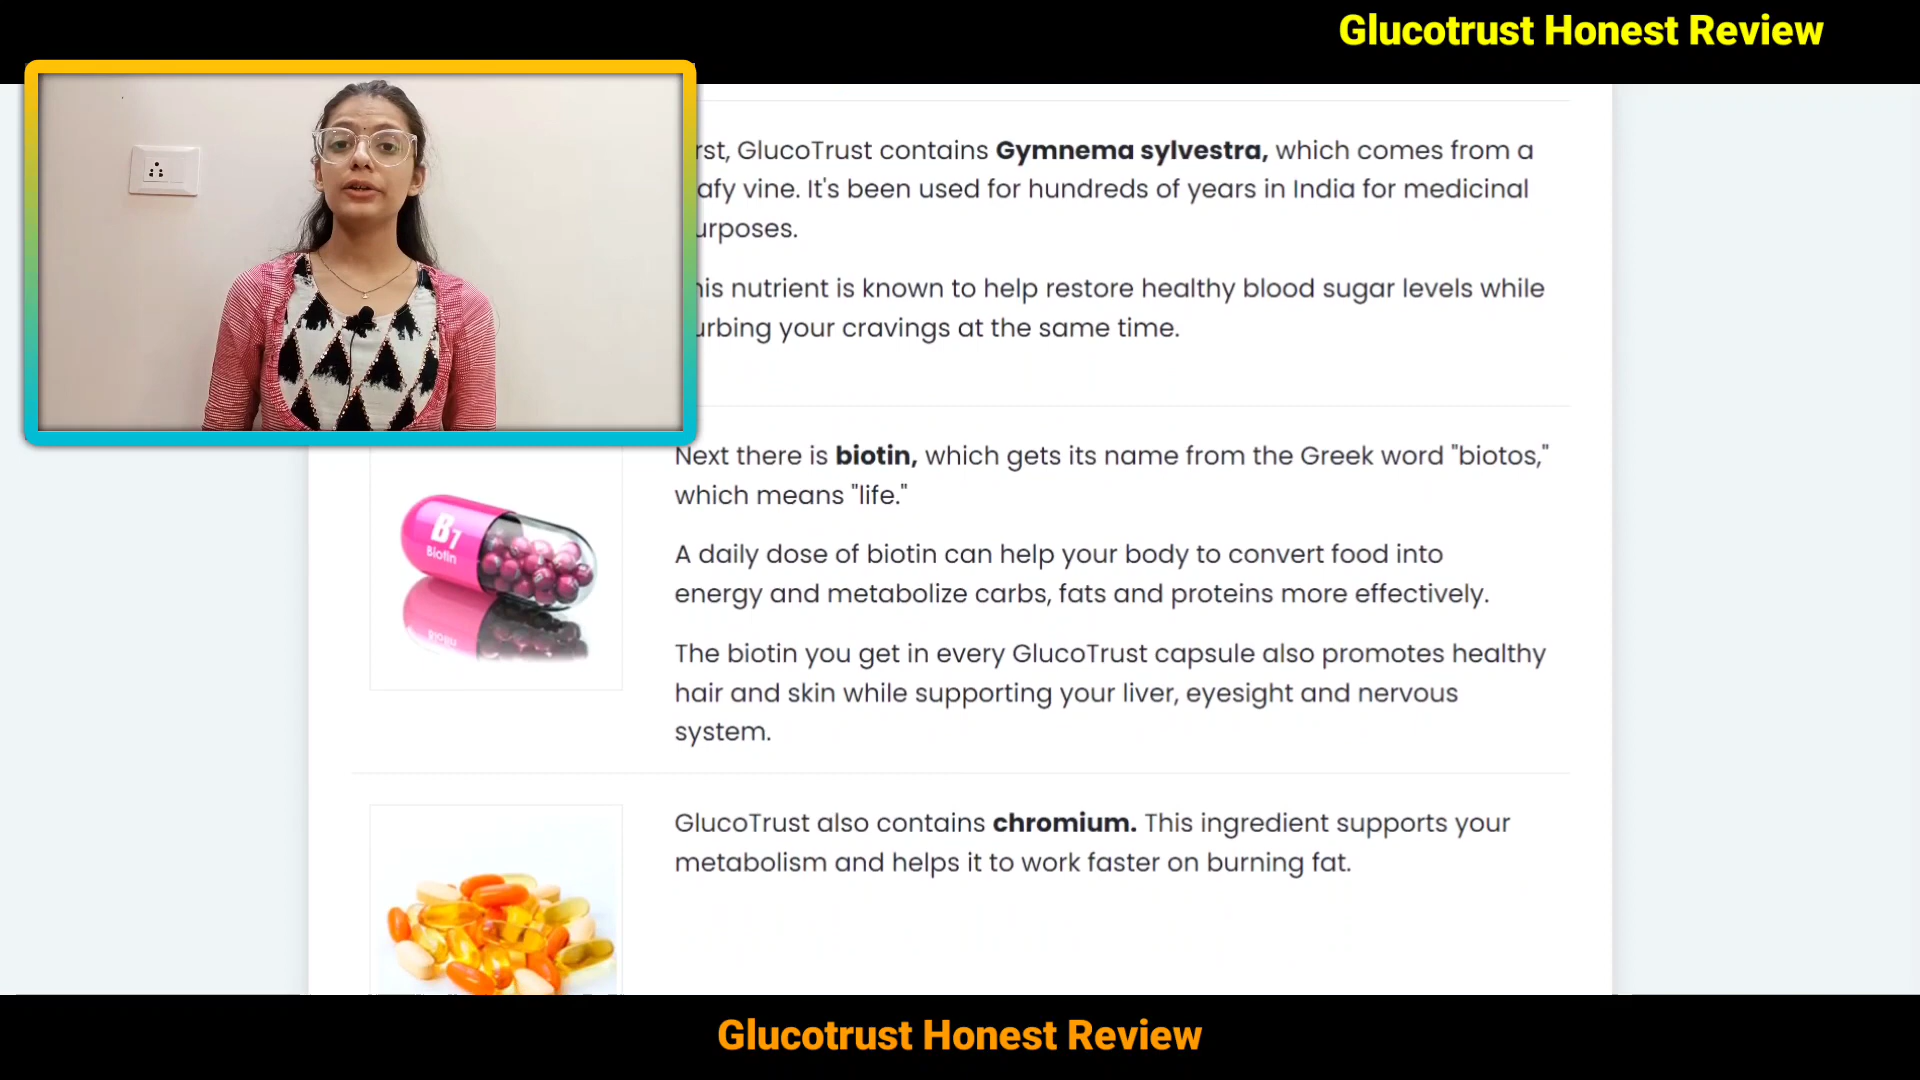 Glucotrust Honest Review
rst, GlucoTrust contains Gymnema sylvestra, which comes from a
afy vine. It's been used for hundreds of years in India for medicinal
urposes.
his nutrient is known to help restore healthy blood sugar levels while
urbing your cravings at the same time.
Next there is biotin, which gets its name from the Greek word "biotos,"
which means "life."
B7
Biotin
A daily dose of biotin can help your body to convert food into
energy and metabolize carbs, fats and proteins more effectively.
The biotin you get in every GlucoTrust capsule also promotes healthy
hair and skin while supporting your liver, eyesight and nervous
system.
GlucoTrust also contains chromium. This ingredient supports your
metabolism and helps it to work faster on burning fat.
Glucotrust Honest Review